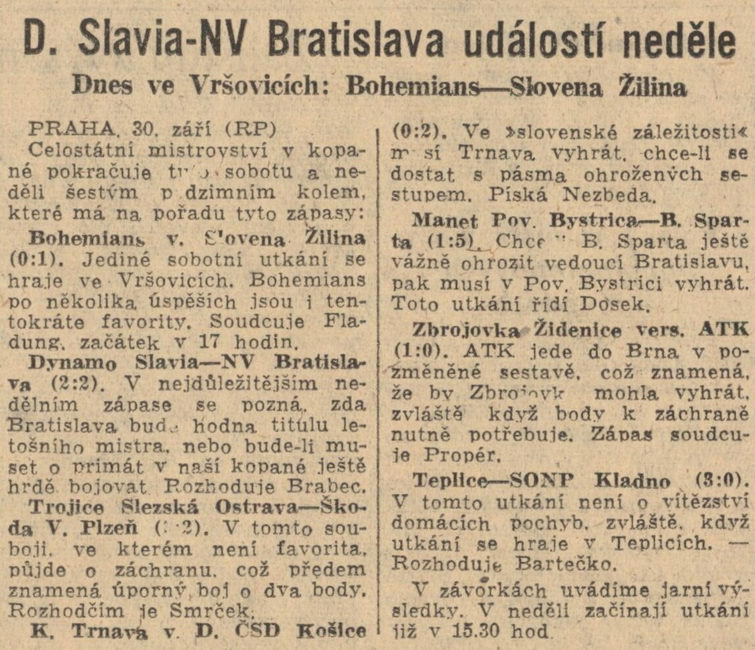 D. Slavia-NV Bratislava událostí neděle
Dnes ve Vršovicích: Bohemians—Slovena Žilina
PRAHA, 30. září (RP)
Celostátní mistrovství v kopa-
né pokračuje sobotu a ne-
děli šestým p dzimním kolem,
které má na pořadu tyto zápasy:
Bohemians v. Slovena Žilina
(0:1). Jediné sobotní utkání se
hraje ve Vršovicích. Bohemians
po několika úspěších jsou i ten-
tokráte favority. Soudcuje Fla-
dung, začátek v 17 hodin.
Dynamo Slavia—NV Bratisla-
va (2:2). V nejdůležitějším ne-
dělním zápase se pozná, zda
Bratislava bude hodna titulu le-
tošního mistra, nebo bude-li mu-
set o primát v naší kopané ještě
hrdě bojovat Rozhoduje Brabec.
Trojice Slezská Ostrava—Ško-
da V. Plzeň V tomto sou-
boji, ve kterém není favorita,
půjde o záchranu, což předem
znamená úporný boj o dva body.
Rozhodčím je Smrček.
K. Trnava v D. ČSD Košice
(0:2). Ve »slovenské záležitosti«
m sí Trnava vyhrát, chce-li se
dostat s pásma ohrožených se-
stupem. Píská Nezbeda.
Manet Pov. Bystrica—B. Spar-
ta (1:5). Chce B. Sparta ještě
vážně ohrozit vedoucí Bratislavu,
pak musí v Pov. Bystrici vyhrát.
Toto utkání řídí Dosek.
Zbrojovka Židenice vers. ATK
(1:0). ATK jede do Brna v po-
změněné sestavě, což znamená,
že by Zbrojovk mohla vyhrát,
zvláště když body k záchraně
nutně potřebuje. Zápas soudcu-
je Propér.
Teplice—SONP Kladno (3:0).
V tomto utkání není o vítězství
domácích pochyb, zvláště, když
utkání se hraje v Teplicích. —
Rozhoduje Bartečko.
V závorkách uvádíme jarní vý-
sledky. V neděli začínají utkání
již v 15.30 hod